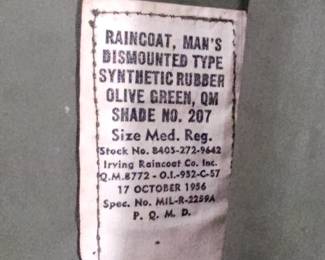 RAINCOAT, MAN'S
DISMOUNTED TYPE
SYNTHETIC RUBBER
OLIVE GREEN, QM
SHADE NO. 207
Size Med. Reg.
Stock No. 8405-272-9642
Irving Raincoat Co. Inc.
Q.M.8772 - O.I.-952-C-57
17 OCTOBER 1956
Spec. No. MIL-R-2259A
P. Q. M. D.